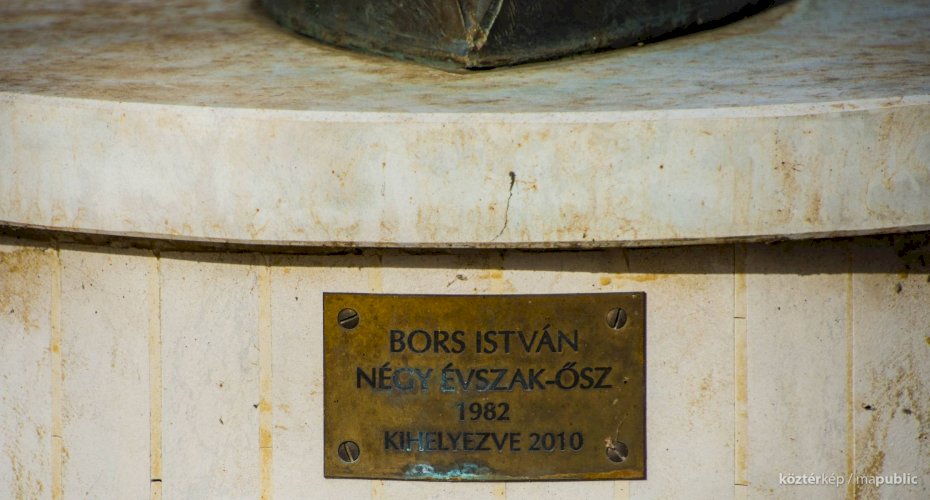 BORS ISTVÁN
NÉGY ÉVSZAK-ŐSZ
1982
KIHELYEZVE 2010
köztérkép / mapublic